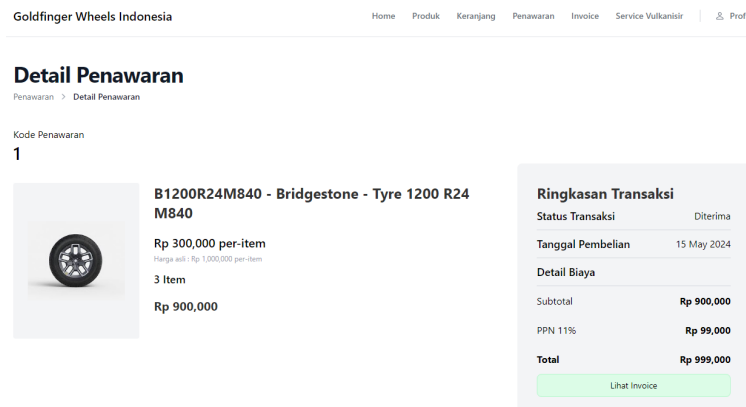 Goldfinger Wheels Indonesia
Home Produk Keranjang Penawaran Invoice Service Vulkanisir Prof
Detail Penawaran
Penawaran > Detail Penawaran
Kode Penawaran
1
B1200R24M840 - Bridgestone - Tyre 1200 R24
M840
Rp 300,000 per-item
Harga asli : Rp 1,000,000 per-item
3 Item
Rp 900,000
Ringkasan Transaksi
Status Transaksi Diterima
Tanggal Pembelian 15 May 2024
Detail Biaya
Subtotal Rp 900,000
PPN 11% Rp 99,000
Total Rp 999,000
Lihat Invoice